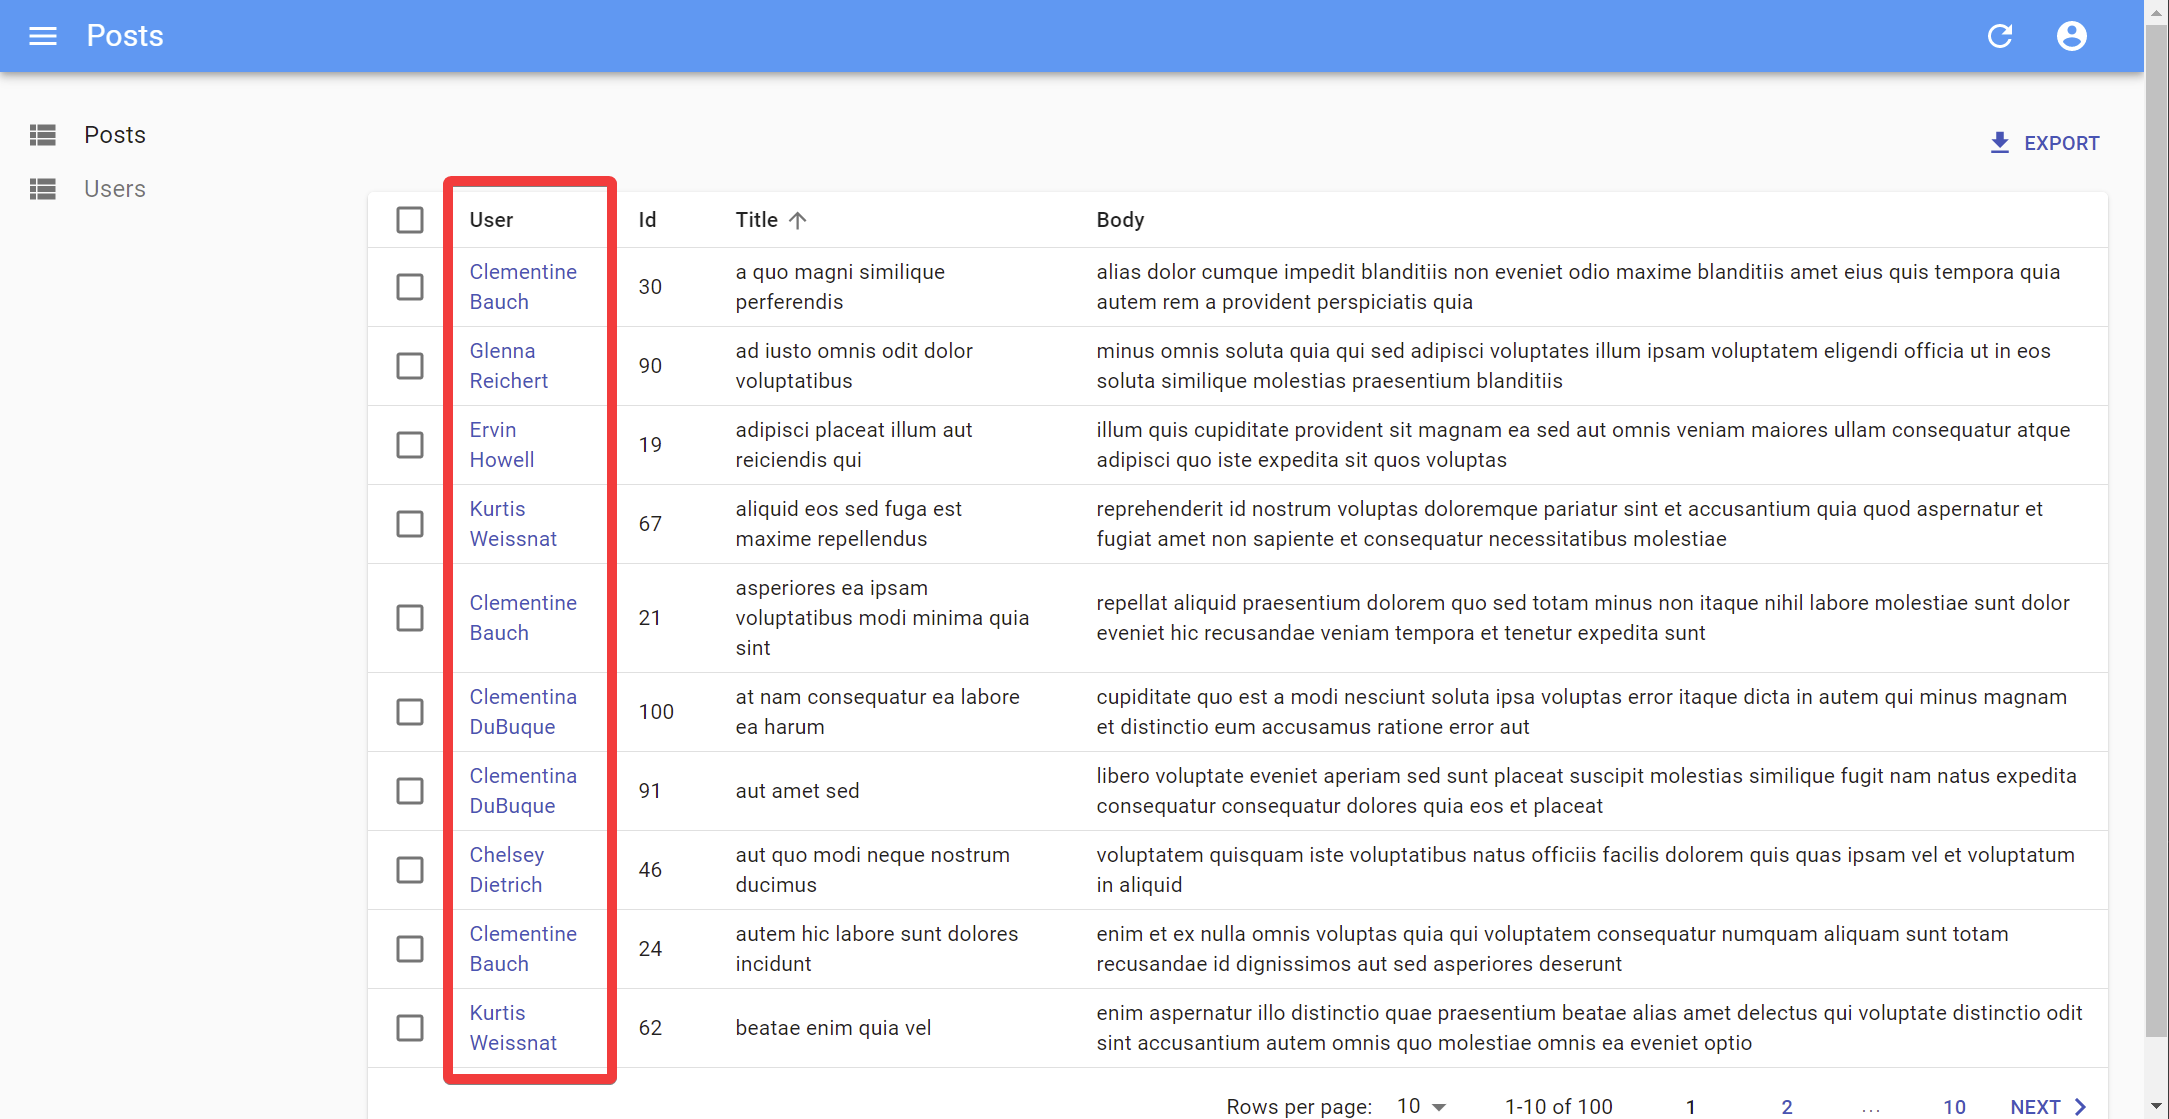 Posts
Posts
Users
EXPORT
User Id Title Body
Clementine
Bauch
30
a quo magni similique
perferendis
alias dolor cumque impedit blanditiis non eveniet odio maxime blanditiis amet eius quis tempora quia
autem rem a provident perspiciatis quia
Glenna
Reichert
90
ad iusto omnis odit dolor
voluptatibus
minus omnis soluta quia qui sed adipisci voluptates illum ipsam voluptatem eligendi officia ut in eos
soluta similique molestias praesentium blanditiis
Ervin
Howell
19
adipisci placeat illum aut
reiciendis qui
illum quis cupiditate provident sit magnam ea sed aut omnis veniam maiores ullam consequatur atque
adipisci quo iste expedita sit quos voluptas
Kurtis
Weissnat
67
aliquid eos sed fuga est
maxime repellendus
reprehenderit id nostrum voluptas doloremque pariatur sint et accusantium quia quod aspernatur et
fugiat amet non sapiente et consequatur necessitatibus molestiae
Clementine
Bauch
21
asperiores ea ipsam
voluptatibus modi minima quia
sint
repellat aliquid praesentium dolorem quo sed totam minus non itaque nihil labore molestiae sunt dolor
eveniet hic recusandae veniam tempora et tenetur expedita sunt
Clementina
DuBuque
100
at nam consequatur ea labore
ea harum
cupiditate quo est a modi nesciunt soluta ipsa voluptas error itaque dicta in autem qui minus magnam
et distinctio eum accusamus ratione error aut
Clementina
DuBuque
91
aut amet sed
libero voluptate eveniet aperiam sed sunt placeat suscipit molestias similique fugit nam natus expedita
consequatur consequatur dolores quia eos et placeat
Chelsey
Dietrich
46
aut quo modi neque nostrum
ducimus
voluptatem quisquam iste voluptatibus natus officiis facilis dolorem quis quas ipsam vel et voluptatum
in aliquid
Clementine
Bauch
24
autem hic labore sunt dolores
incidunt
enim et ex nulla omnis voluptas quia qui voluptatem consequatur numquam aliquam sunt totam
recusandae id dignissimos aut sed asperiores deserunt
Kurtis
Weissnat
62
beatae enim quia vel
enim aspernatur illo distinctio quae praesentium beatae alias amet delectus qui voluptate distinctio odit
sint accusantium autem omnis quo molestiae omnis ea eveniet optio
Rows per page: 10 1-10 of 100 1 2 ... 10 NEXT